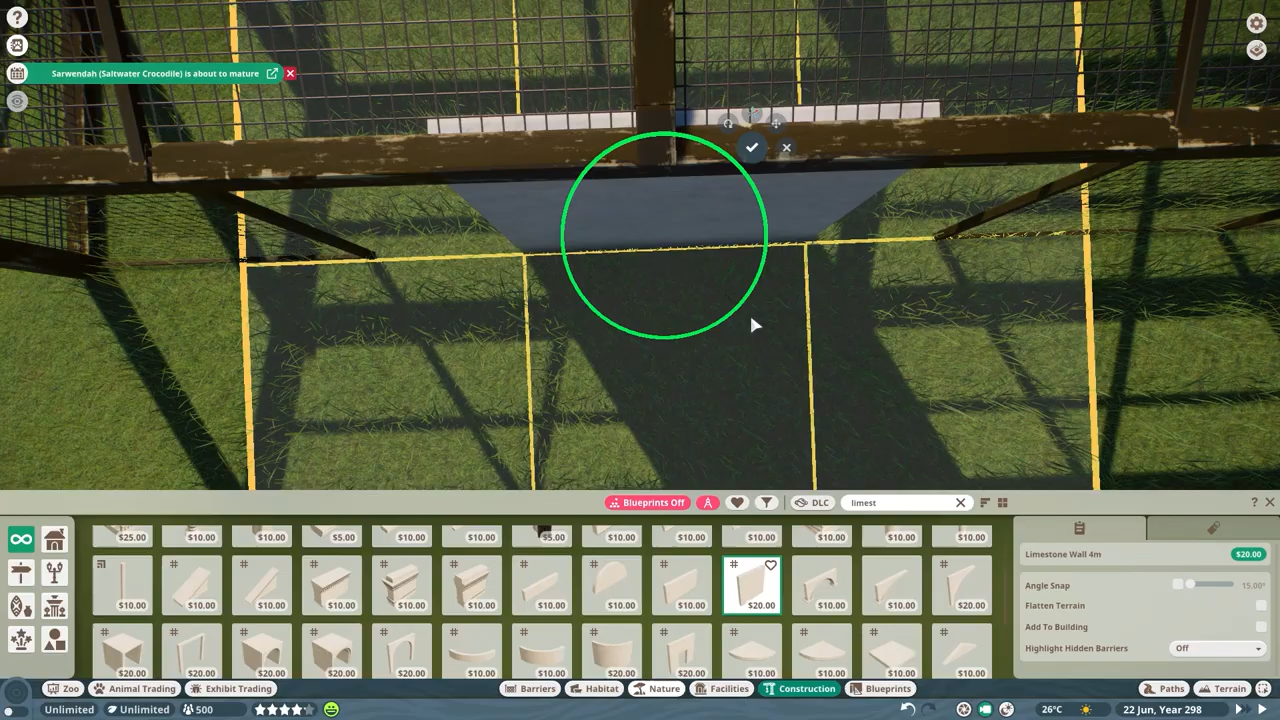 ?
Sarwendah (Saltwater Crocodile) is about to mature
Blueprints Off
DLC
limest
?
$25.00 $10.00 $10.00 $5.00 $10.00 $10.00 $5.00 $10.00 $10.00 $10.00 $10.00 $10.00 $10.00
$10.00 $10.00 $10.00 $10.00 $10.00 $10.00 $10.00 $10.00 $10.00 $20.00 $10.00 $10.00 $20.00
$20.00 $20.00 $20.00 $20.00 $20.00 $10.00 $10.00 $20.00 $20.00 $10.00 $10.00 $20.00 $10.00
Limestone Wall 4m $20.00
Angle Snap 15.00°
Flatten Terrain
Add To Building
Highlight Hidden Barriers Off
Zoo Animal Trading Exhibit Trading Barriers Habitat Nature Facilities Construction Blueprints Paths Terrain
Unlimited Unlimited 500 26°C 22 Jun, Year 298